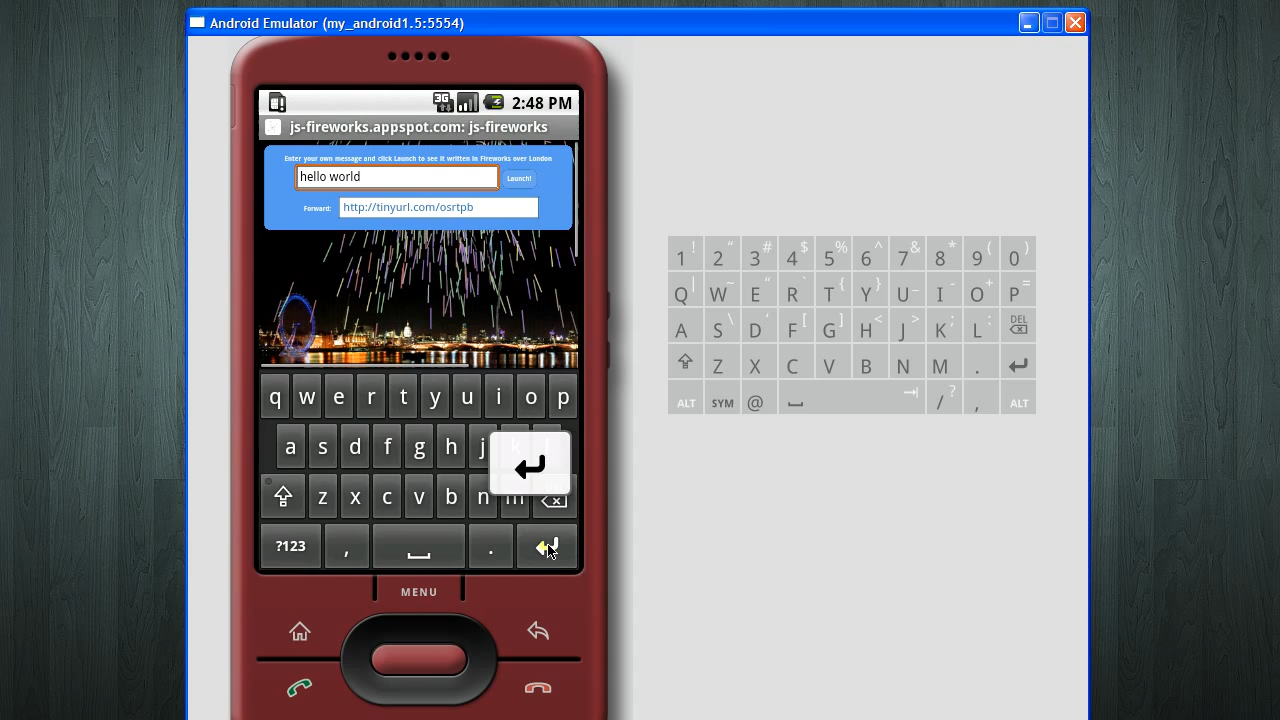 Android Emulator (my_android1.5:5554)
3G 2:48 PM
js-fireworks.appspot.com: js-fireworks
Enter your own message and click Launch to see it written in Fireworks over London
hello world Launch!
Forward: http://tinyurl.com/osrtpb
q w e r t y u i o p
a s d f g h j
z x c v b n m
?123 , .
MENU
1 ! 2 " 3 # 4 $ 5 % 6 ^ 7 & 8 * 9 ( 0 )
Q | W ~ E " R ` T { Y } U _ I - O + P =
A S \ D ' F [ G ] H < J > K ; L : DEL
Z X C V B N M .
ALT SYM @ / ? , ALT